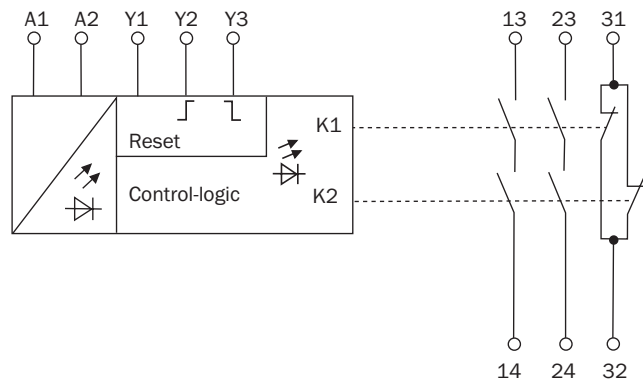 A1 A2 Y1 Y2 Y3 13 23 31
K1
Reset
Control-logic
K2
14 24 32